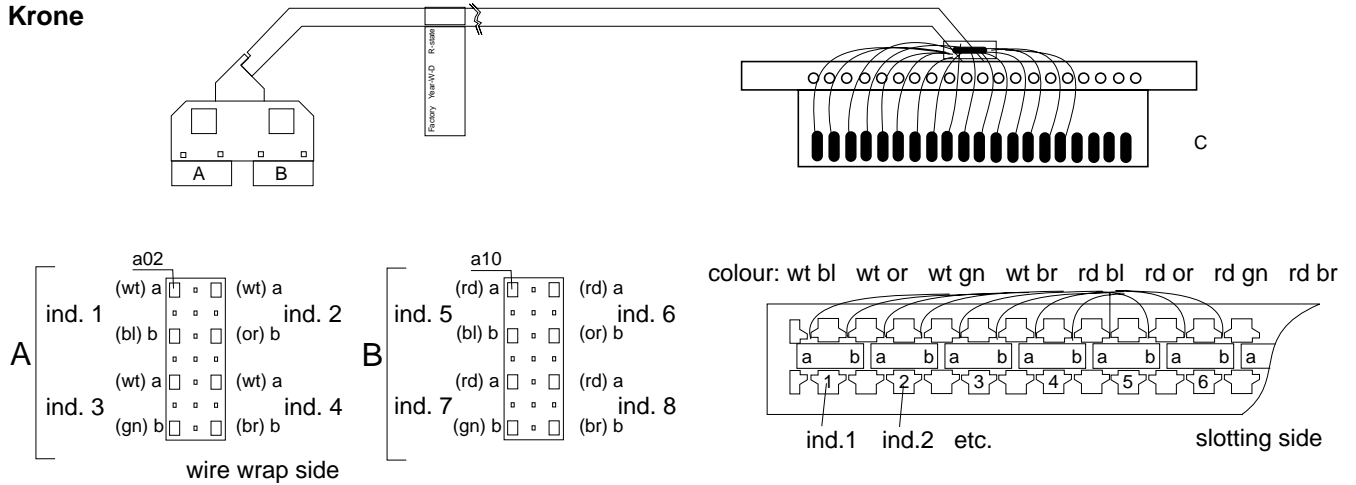 Krone
Factory Year-W-D R-state
A B
C
a02
(wt) a (wt) a
ind. 1 ind. 2
(bl) b (or) b
A
(wt) a (wt) a
ind. 3 ind. 4
(gn) b (br) b
wire wrap side
a10
(rd) a (rd) a
ind. 5 ind. 6
(bl) b (or) b
B
(rd) a (rd) a
ind. 7 ind. 8
(gn) b (br) b
colour: wt bl wt or wt gn wt br rd bl rd or rd gn rd br
a b a b a b a b a b a b a
1 2 3 4 5 6
ind.1 ind.2 etc.
slotting side